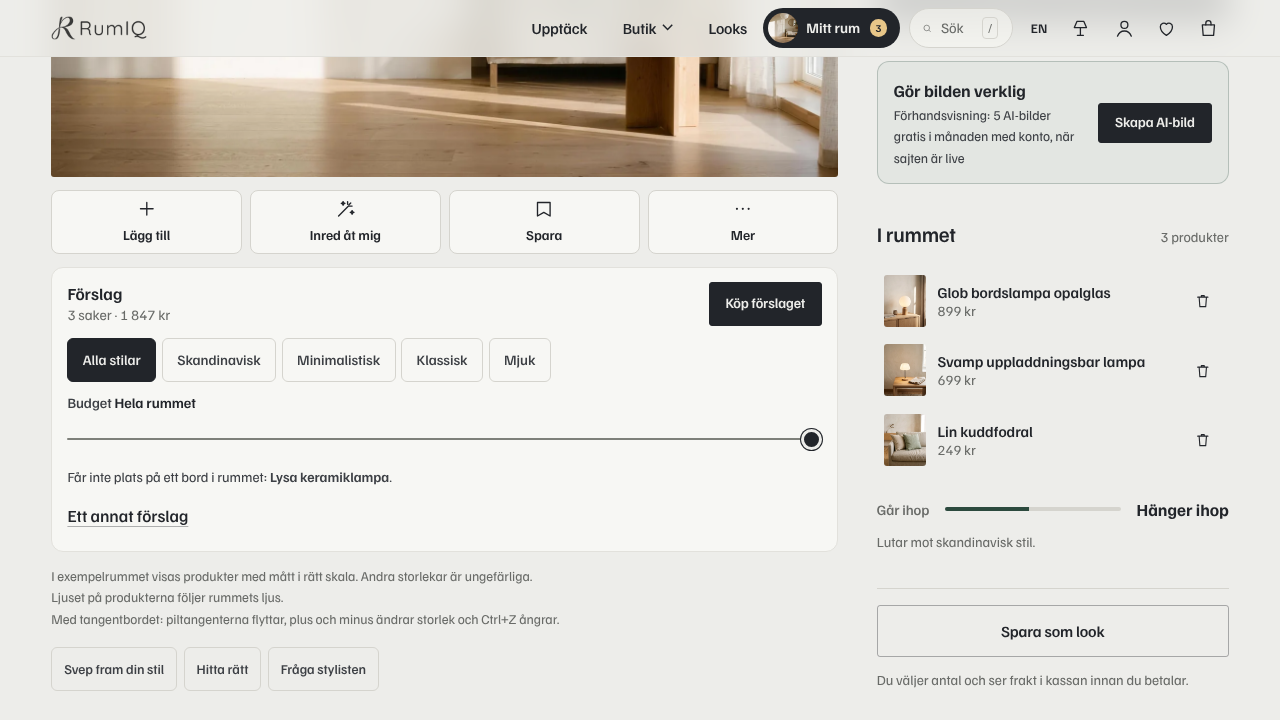 RumIQ
Upptäck
Butik
Looks
Mitt rum
3
Sök
/
EN
Lägg till
Inred åt mig
Spara
Mer
Förslag
3 saker · 1 847 kr
Köp förslaget
Alla stilar
Skandinavisk
Minimalistisk
Klassisk
Mjuk
Budget Hela rummet
Får inte plats på ett bord i rummet: Lysa keramiklampa.
Ett annat förslag
I exempelrummet visas produkter med mått i rätt skala. Andra storlekar är ungefärliga.
Ljuset på produkterna följer rummets ljus.
Med tangentbordet: piltangenterna flyttar, plus och minus ändrar storlek och Ctrl+Z ångrar.
Svep fram din stil
Hitta rätt
Fråga stylisten
Gör bilden verklig
Förhandsvisning: 5 AI-bilder
gratis i månaden med konto, när
sajten är live
Skapa AI-bild
I rummet
3 produkter
Glob bordslampa opalglas
899 kr
Svamp uppladdningsbar lampa
699 kr
Lin kuddfodral
249 kr
Går ihop
Hänger ihop
Lutar mot skandinavisk stil.
Spara som look
Du väljer antal och ser frakt i kassan innan du betalar.